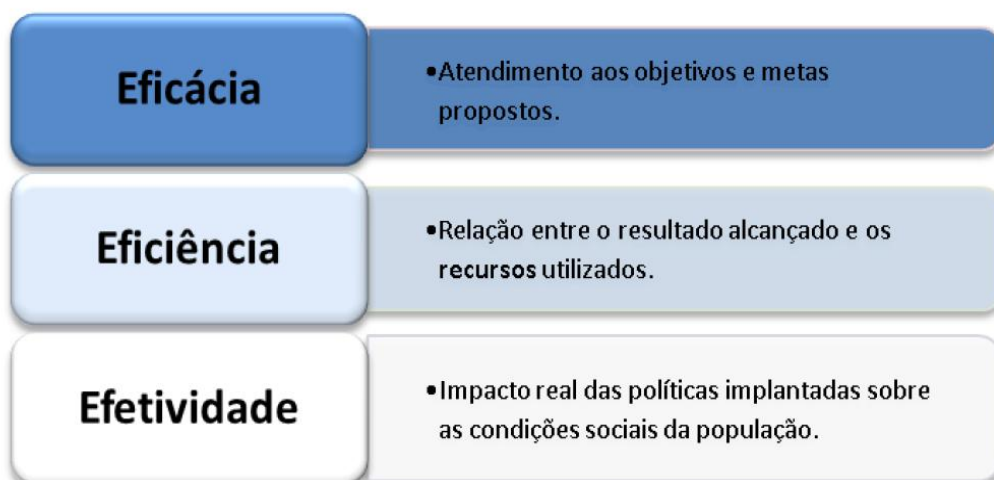 Eficácia
•Atendimento aos objetivos e metas
propostos.
Eficiência
•Relação entre o resultado alcançado e os
recursos utilizados.
Efetividade
•Impacto real das políticas implantadas sobre
as condições sociais da população.